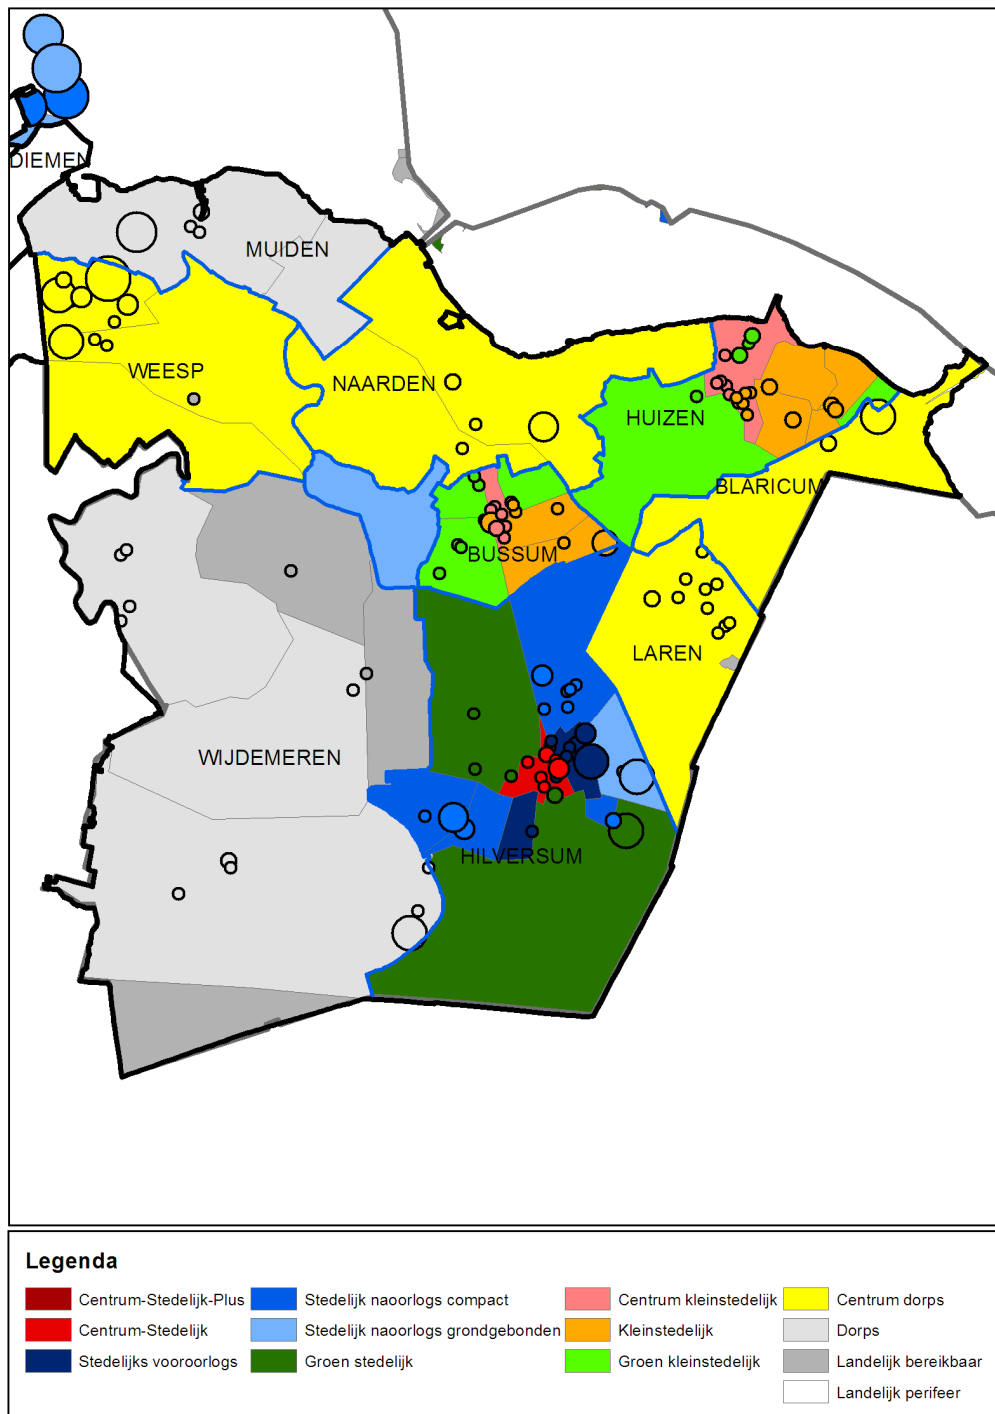 DIEMEN
MUIDEN
WEESP
NAARDEN
HUIZEN
BLARICUM
BUSSUM
LAREN
WIJDEMEREN
HILVERSUM
Legenda
Centrum-Stedelijk-Plus
Centrum-Stedelijk
Stedelijks vooroorlogs
Stedelijk naoorlogs compact
Stedelijk naoorlogs grondgebonden
Groen stedelijk
Centrum kleinstedelijk
Kleinstedelijk
Groen kleinstedelijk
Centrum dorps
Dorps
Landelijk bereikbaar
Landelijk perifeer